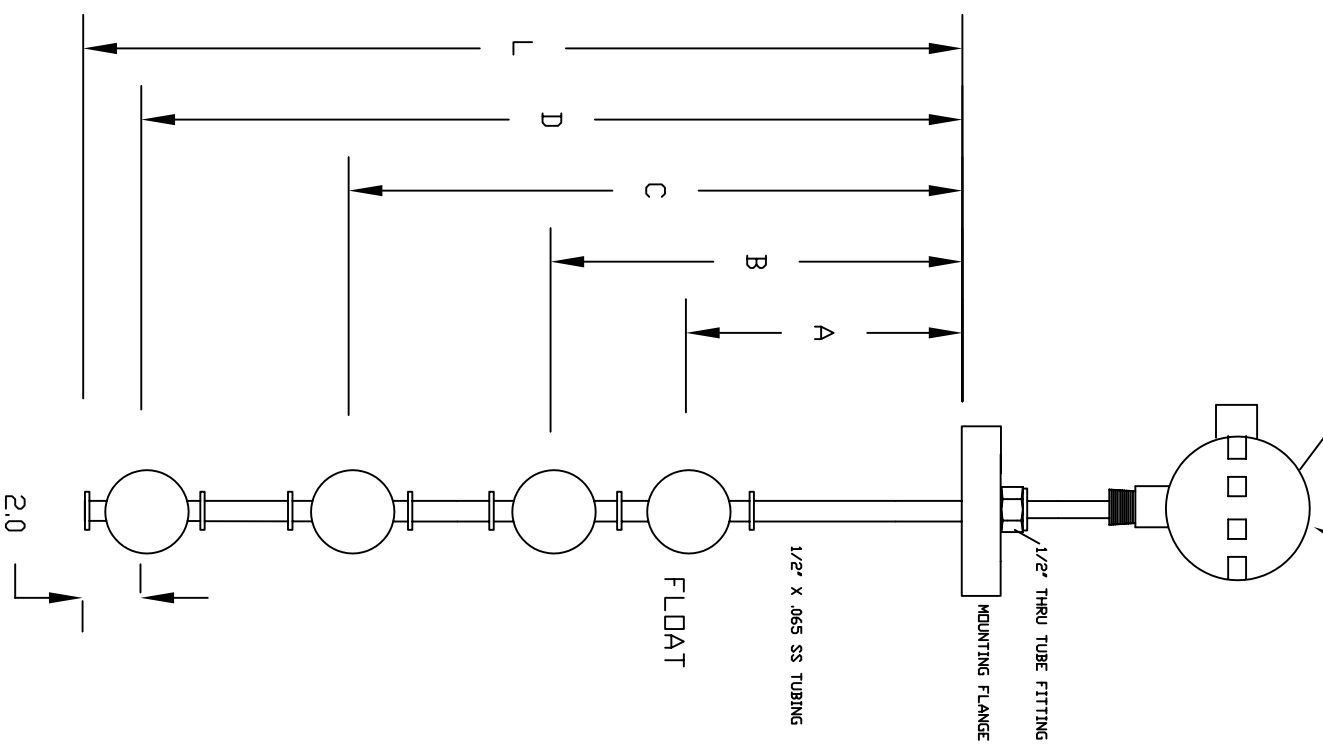 L
D
C
B
A
1/2" THRU TUBE FITTING
MOUNTING FLANGE
1/2" X .065 SS TUBING
FLOAT
2.0